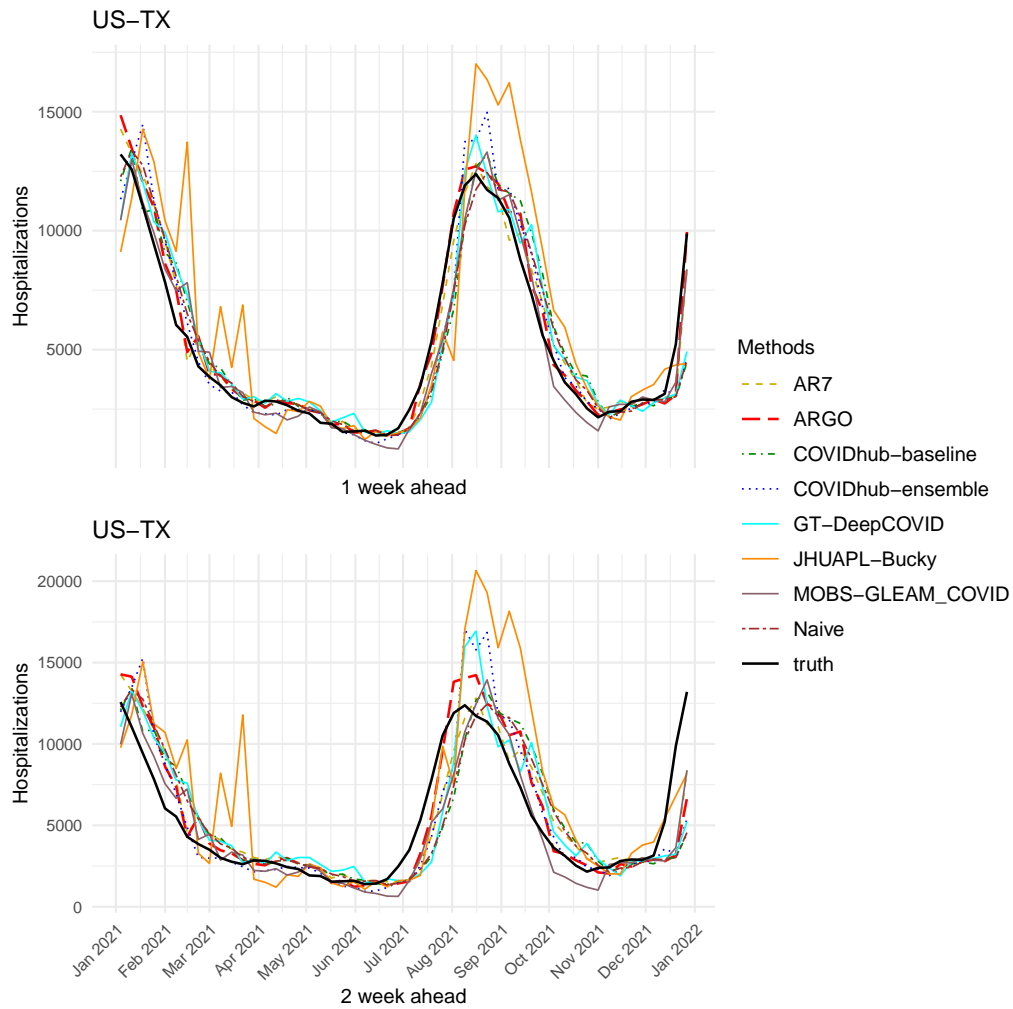 US−TX
15000
10000
5000
Hospitalizations
1 week ahead
US−TX
20000
15000
10000
5000
0
Hospitalizations
Jan 2021
Feb 2021
Mar 2021
Apr 2021
May 2021
Jun 2021
Jul 2021
Aug 2021
Sep 2021
Oct 2021
Nov 2021
Dec 2021
Jan 2022
2 week ahead
Methods
AR7
ARGO
COVIDhub−baseline
COVIDhub−ensemble
GT−DeepCOVID
JHUAPL−Bucky
MOBS−GLEAM_COVID
Naive
truth